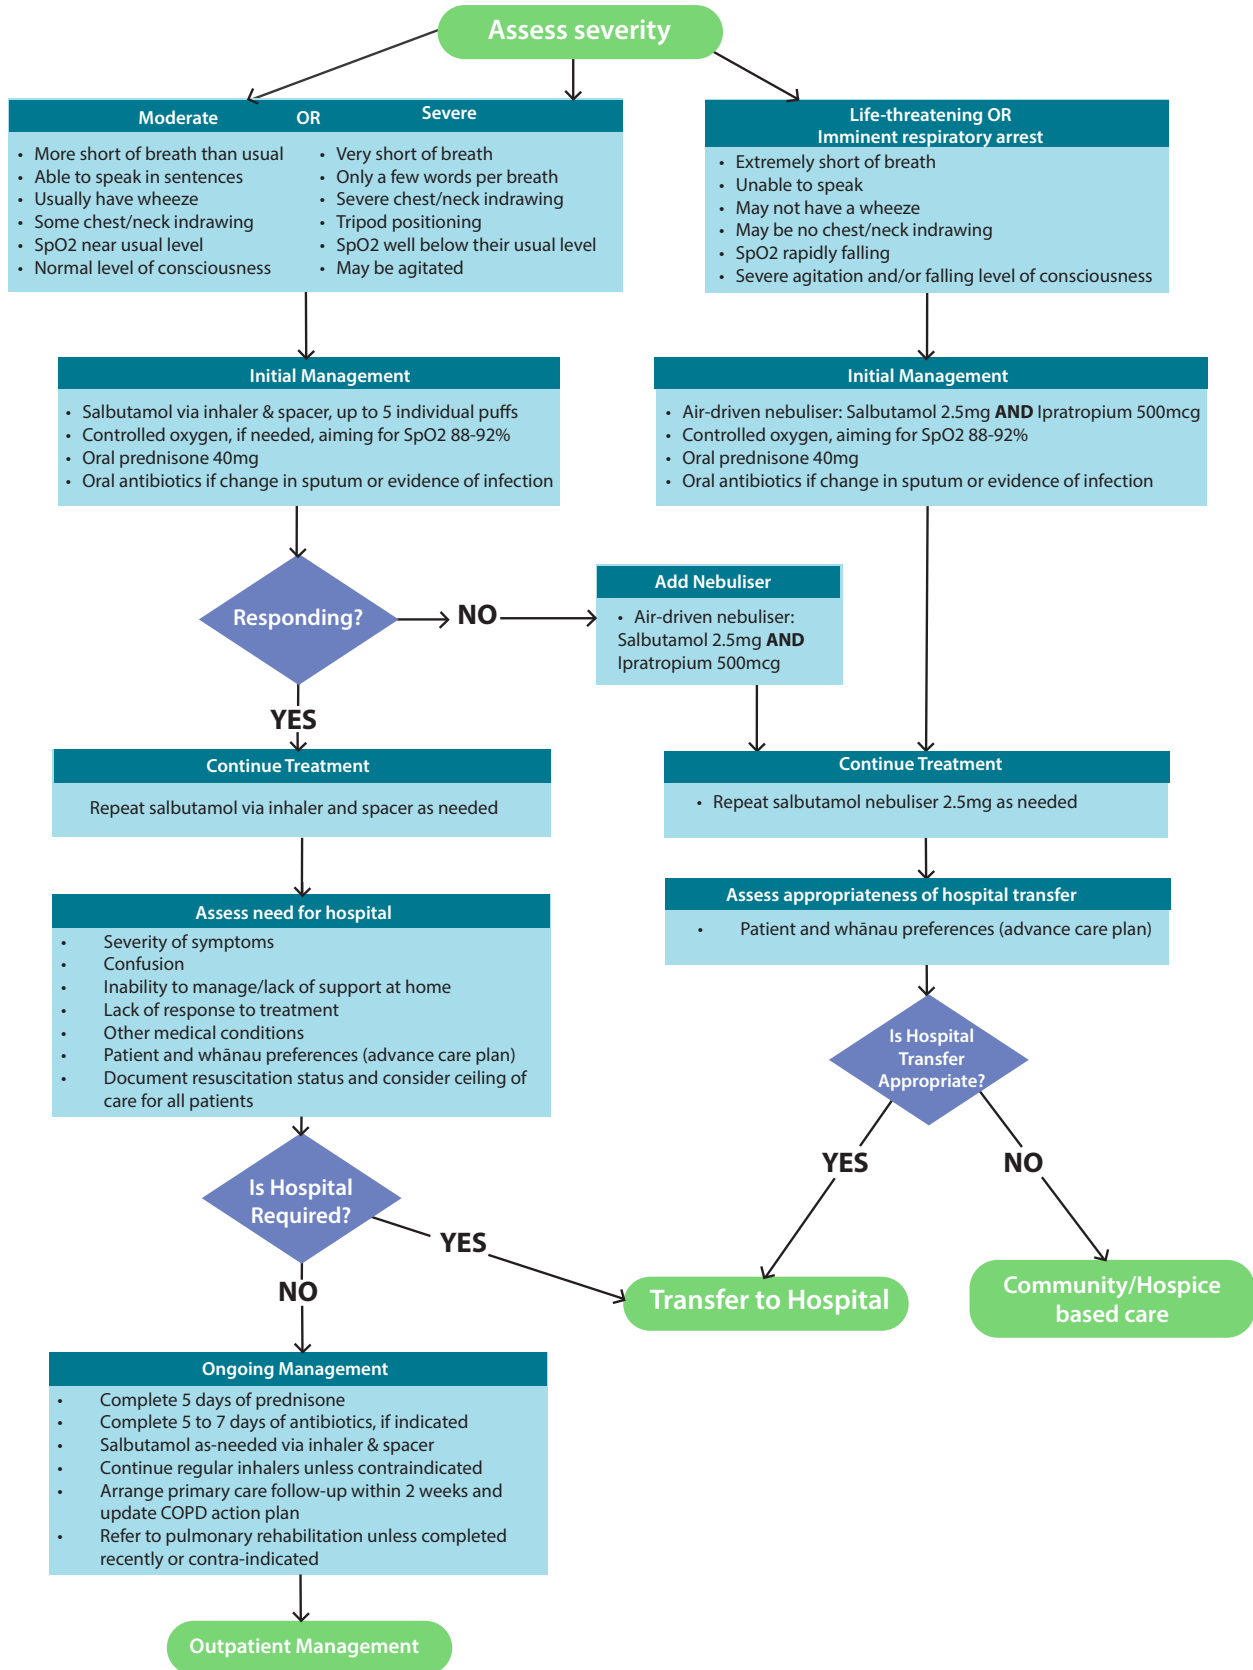 Assess severity
Moderate OR Severe
• More short of breath than usual
• Able to speak in sentences
• Usually have wheeze
• Some chest/neck indrawing
• SpO2 near usual level
• Normal level of consciousness
• Very short of breath
• Only a few words per breath
• Severe chest/neck indrawing
• Tripod positioning
• SpO2 well below their usual level
• May be agitated
Life-threatening OR
Imminent respiratory arrest
• Extremely short of breath
• Unable to speak
• May not have a wheeze
• May be no chest/neck indrawing
• SpO2 rapidly falling
• Severe agitation and/or falling level of consciousness
Initial Management
• Salbutamol via inhaler & spacer, up to 5 individual puffs
• Controlled oxygen, if needed, aiming for SpO2 88-92%
• Oral prednisone 40mg
• Oral antibiotics if change in sputum or evidence of infection
Initial Management
• Air-driven nebuliser: Salbutamol 2.5mg AND Ipratropium 500mcg
• Controlled oxygen, aiming for SpO2 88-92%
• Oral prednisone 40mg
• Oral antibiotics if change in sputum or evidence of infection
Responding?
NO
Add Nebuliser
• Air-driven nebuliser:
Salbutamol 2.5mg AND
Ipratropium 500mcg
YES
Continue Treatment
Repeat salbutamol via inhaler and spacer as needed
Continue Treatment
• Repeat salbutamol nebuliser 2.5mg as needed
Assess need for hospital
• Severity of symptoms
• Confusion
• Inability to manage/lack of support at home
• Lack of response to treatment
• Other medical conditions
• Patient and whānau preferences (advance care plan)
• Document resuscitation status and consider ceiling of
care for all patients
Assess appropriateness of hospital transfer
• Patient and whānau preferences (advance care plan)
Is Hospital
Transfer
Appropriate?
YES
NO
Is Hospital
Required?
YES
NO
Transfer to Hospital
Community/Hospice
based care
Ongoing Management
• Complete 5 days of prednisone
• Complete 5 to 7 days of antibiotics, if indicated
• Salbutamol as-needed via inhaler & spacer
• Continue regular inhalers unless contraindicated
• Arrange primary care follow-up within 2 weeks and
update COPD action plan
• Refer to pulmonary rehabilitation unless completed
recently or contra-indicated
Outpatient Management